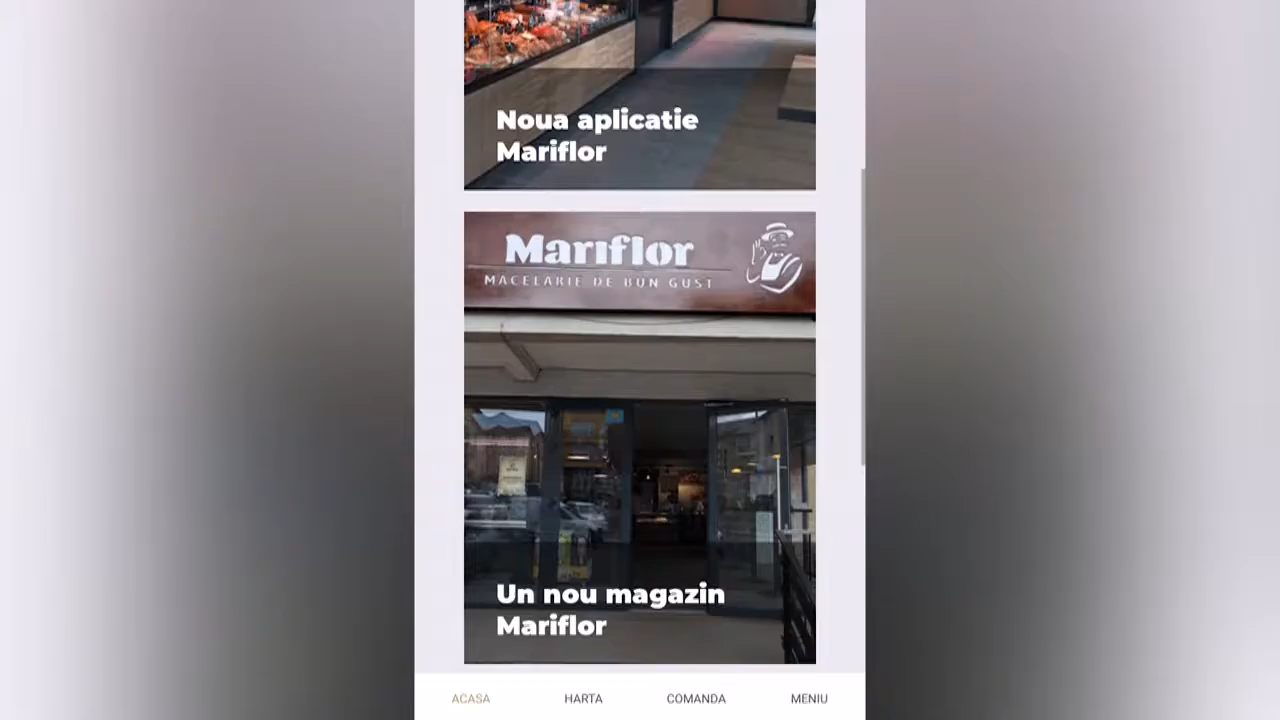 Noua aplicatie
Mariflor
Mariflor
MACELARIE DE BUN GUST
Un nou magazin
Mariflor
ACASA
HARTA
COMANDA
MENIU